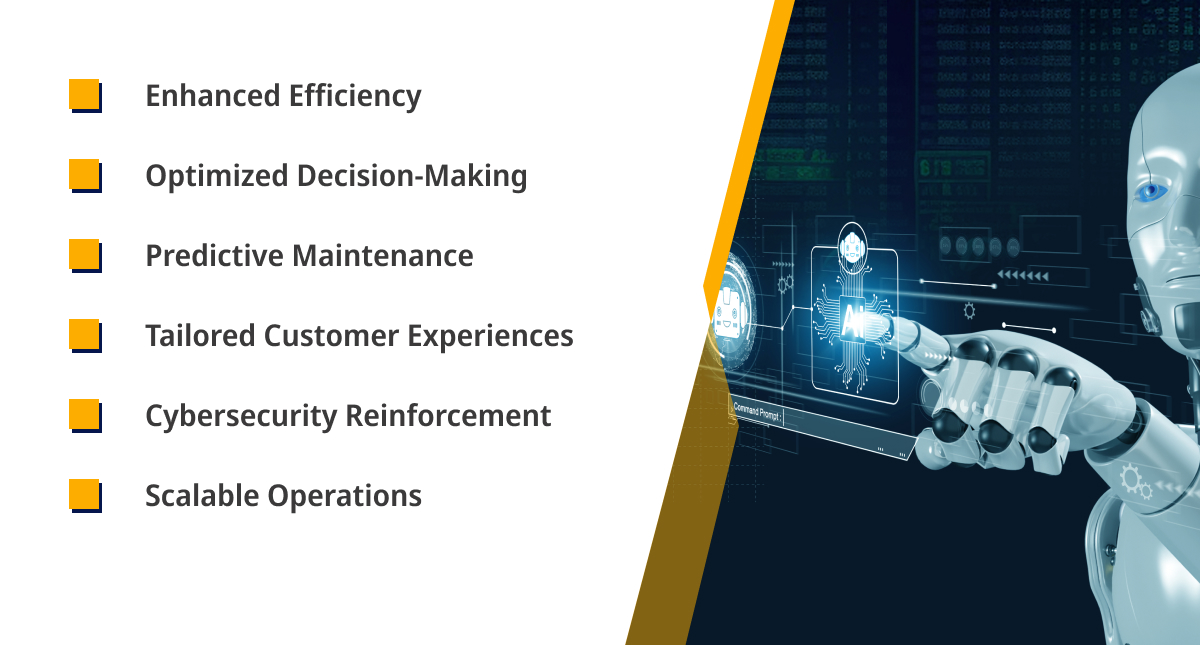 Enhanced Efficiency
Optimized Decision-Making
Predictive Maintenance
Tailored Customer Experiences
Cybersecurity Reinforcement
Scalable Operations
AI
Command Prompt :